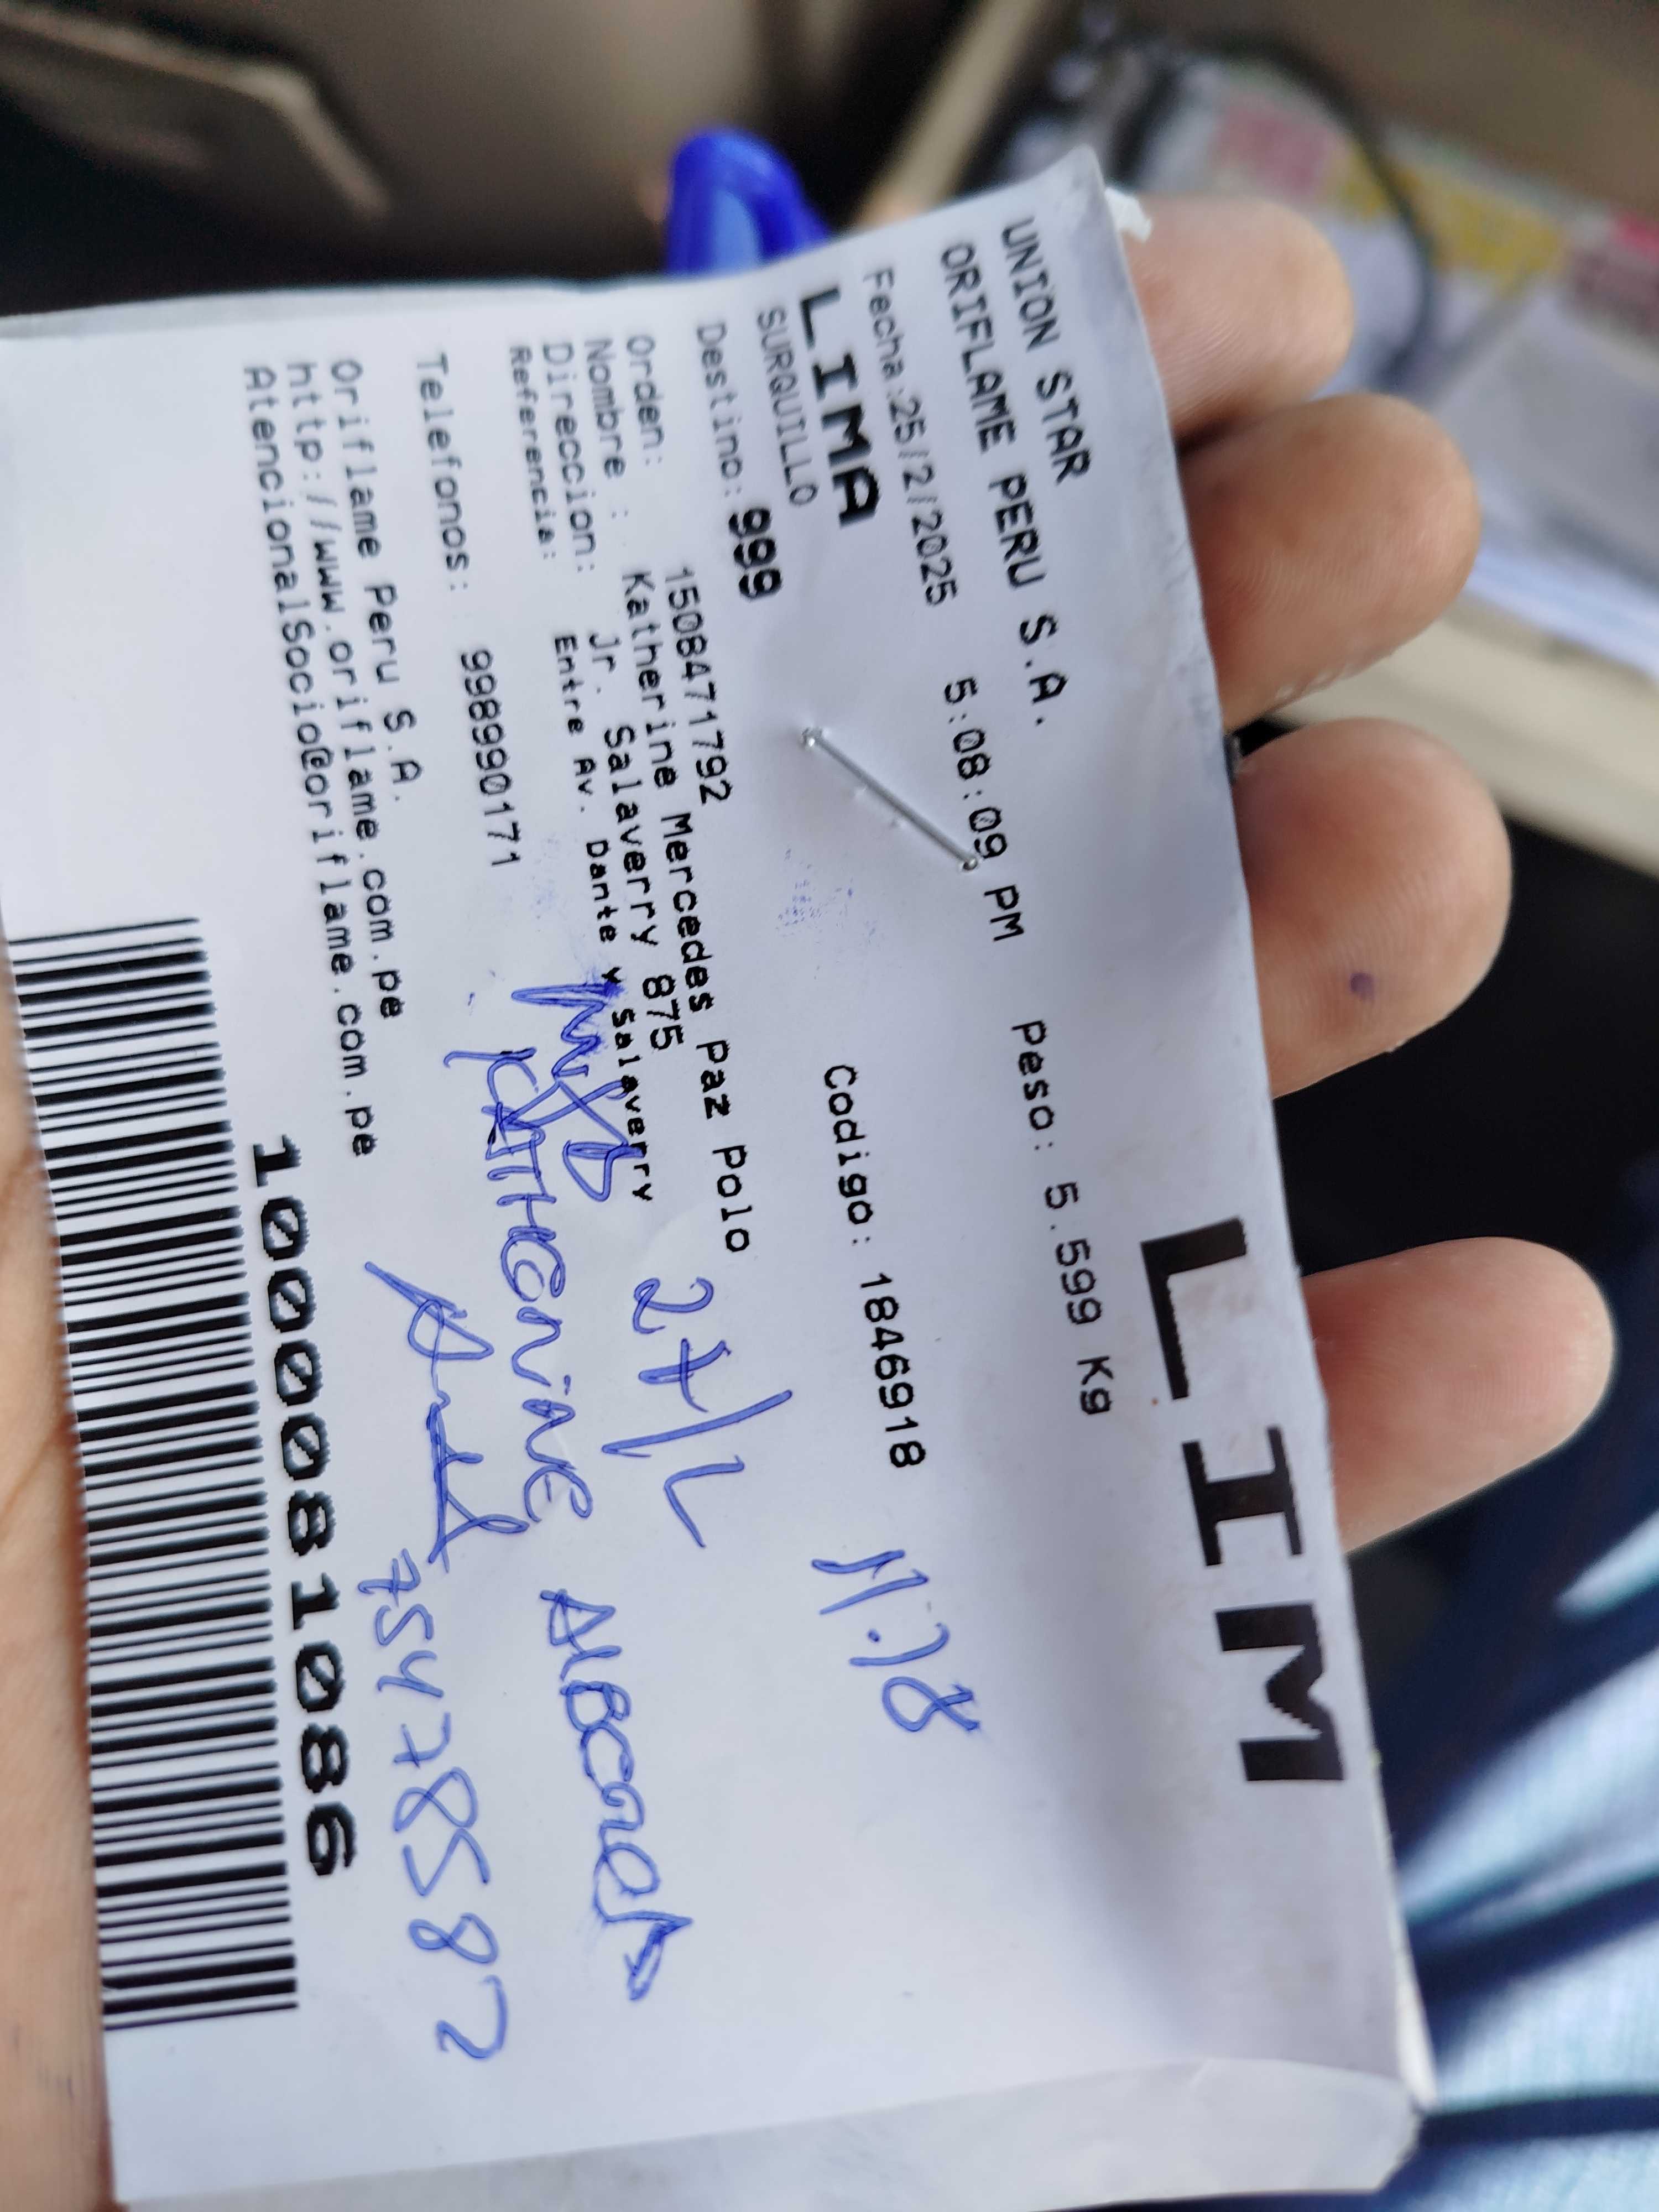 LIM
UNION STAR
ORIFLAME PERU S.A.
Fecha:25/2/2025 5:08:09 PM Peso: 5.599 Kg
LIMA
SURQUILLO
Codigo: 1846918
Destino: 999
Orden: 1508471792
Nombre : Katherine Mercedes Paz Polo
Direccion: Jr. Salaverry 875
Referencia: Entre Av. Dante y Salaverry
Telefonos: 998990171
KATHERINE
75478587
Oriflame Peru S.A.
http://www.oriflame.com.pe
AtencionalSocio@oriflame.com.pe
1000081086